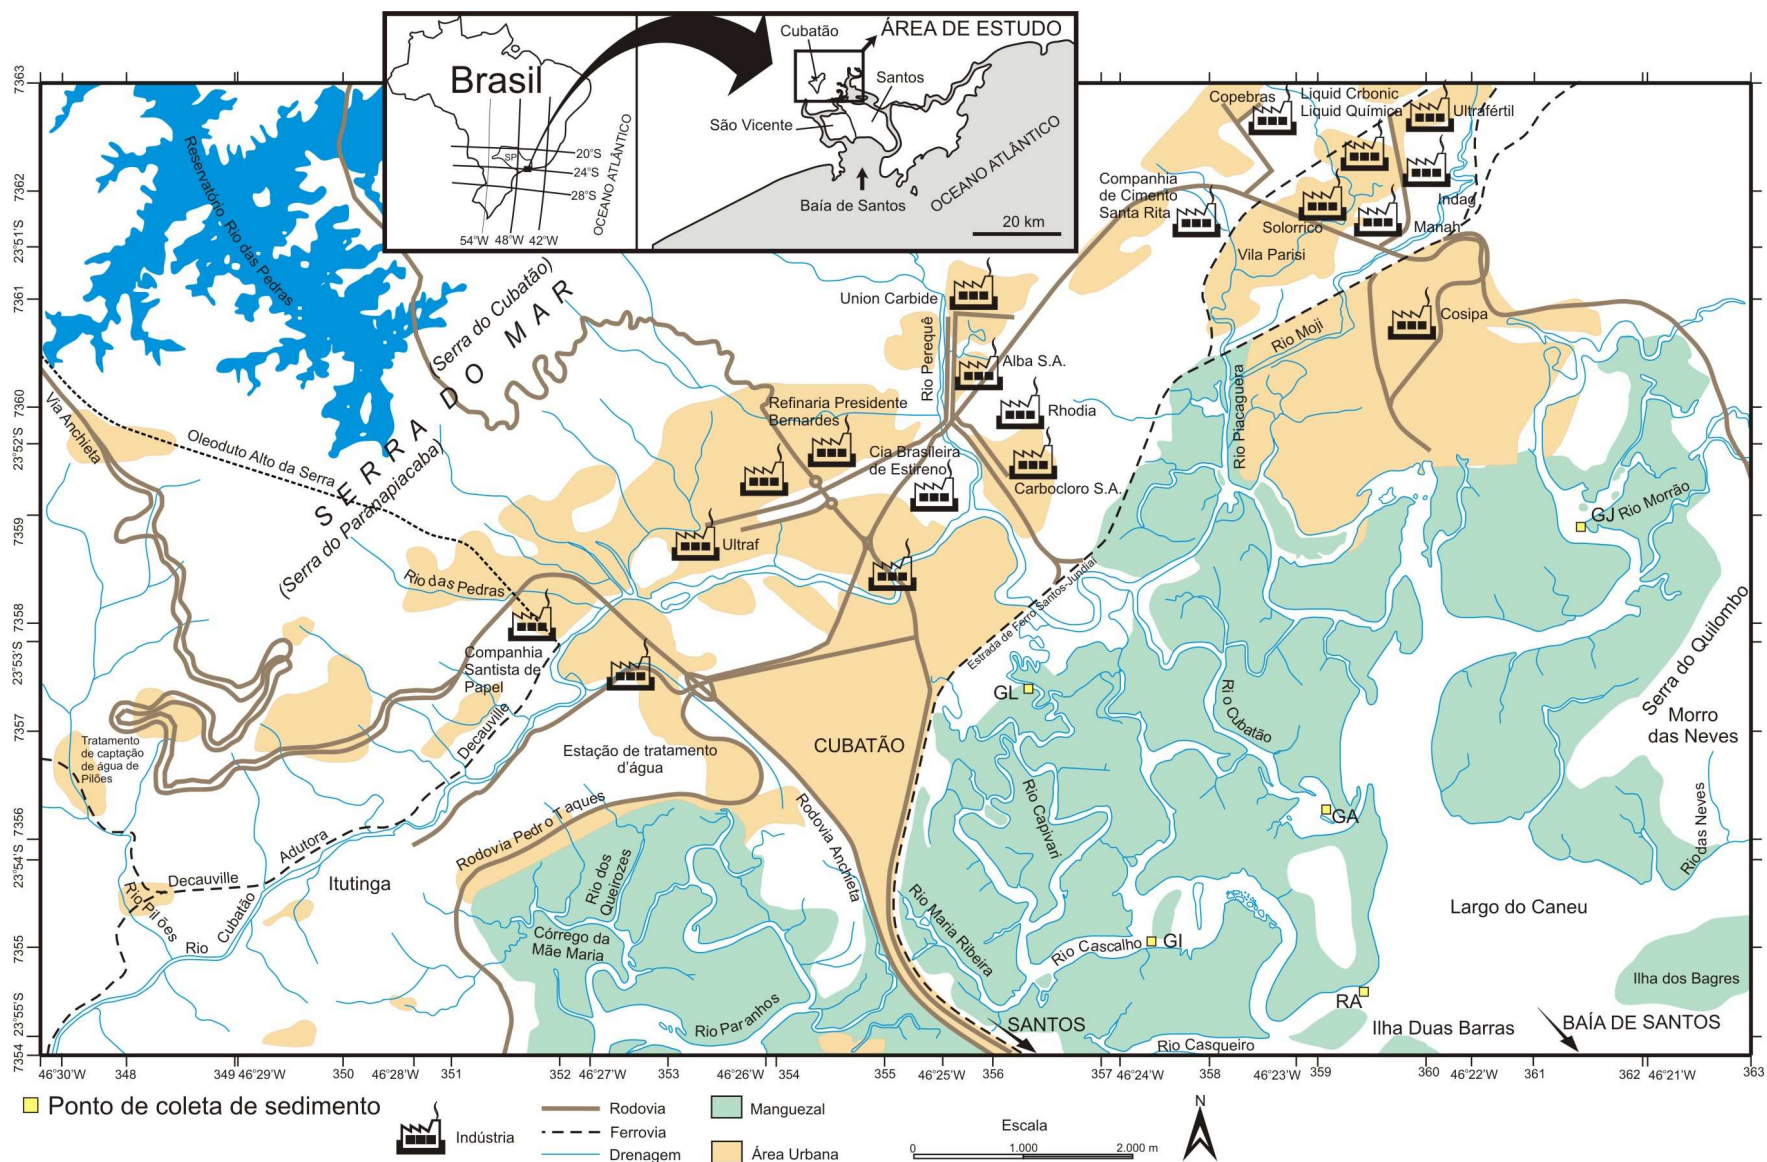 Brasil
SP
20°S
24°S
28°S
54°W 48°W 42°W
OCEANO ATLÂNTICO
Cubatão
ÁREA DE ESTUDO
Santos
São Vicente
Baía de Santos
OCEANO ATLÂNTICO
20 km
7363
7362
23°51'S
7361
7360
23°52'S
7359
7358
23°53'S
7357
7356
23°54'S
7355
23°55'S
7354
Reservatório Rio das Pedras
(Serra do Cubatão)
SERRA DO MAR
(Serra do Paranapiacaba)
Via Anchieta
Oleoduto Alto da Serra
Copebras
Liquid Crbonic
Liquid Química
Ultrafértil
Companhia
de Cimento
Santa Rita
Indag
Solorrico
Manah
Vila Parisi
Union Carbide
Rio Perequê
Rio Moji
Cosipa
Alba S.A.
Rhodia
Refinaria Presidente
Bernardes
Cia Brasileira
de Estireno
Carbocloro S.A.
Rio Piacaguera
GJ
Rio Morrão
Ultraf
Rio das Pedras
Estrada de Ferro Santos-Jundiaí
Companhia
Santista de
Papel
Serra do Quilombo
GL
Rio Cubatão
Morro
das Neves
Decauville
Tratamento
de captação
de água de
Pilões
Estação de tratamento
d'água
CUBATÃO
Rodovia Pedro Taques
Rodovia Anchieta
Rio Capivari
GA
Rio das Neves
Adutora
Decauville
Itutinga
Rio Pilões
Rio Cubatão
Rio dos
Queirozes
Córrego da
Mãe Maria
Rio Maria Ribeira
Rio Cascalho
GI
Largo do Caneu
Ilha dos Bagres
RA
Rio Paranhos
SANTOS
Rio Casqueiro
Ilha Duas Barras
BAÍA DE SANTOS
46°30'W 348 349 46°29'W 350 46°28'W 351 352 46°27'W 353 46°26'W 354 355 46°25'W 356 357 46°24'W 358 46°23'W 359 360 46°22'W 361 362 46°21'W 363
Ponto de coleta de sedimento
Indústria
Rodovia
Ferrovia
Drenagem
Manguezal
Área Urbana
Escala
0 1.000 2.000 m
N